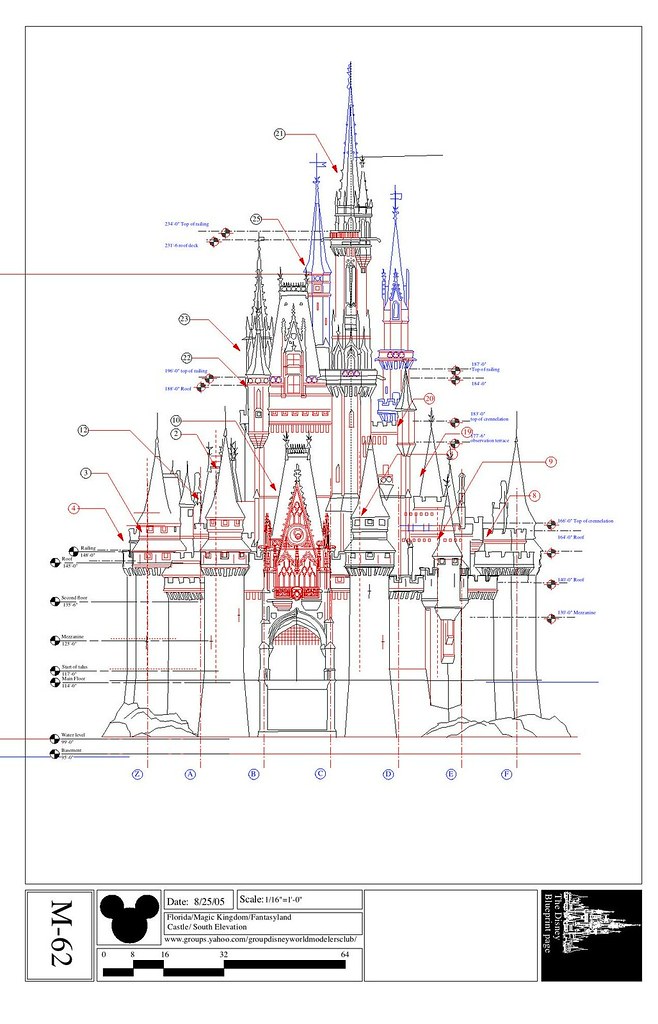 21
25
234'-0" Top of railing
231'-6 roof deck
23
22
196'-0" top of railing
188'-0" Roof
187'-0"
Top of railing
184'-0"
20
183'-0"
top of crennelation
10
12
2
19
177'-6"
observation terrace
9
3
8
4
166'-0" Top of crennelation
164'-0" Roof
Railing
148'-0"
Roof
145'-0"
140'-0" Roof
Second floor
135'-6"
130'-0" Mezzanine
Mezzanine
125'-0"
Start of talus
117'-0"
Main Floor
114'-0"
Water level
99'-0"
Basement
95'-0"
Z
A
B
C
D
E
F
M-62
Date: 8/25/05
Scale: 1/16"=1'-0"
Florida/Magic Kingdom/Fantasyland
Castle/ South Elevation
www.groups.yahoo.com/groupdisneyworldmodelersclub/
0 8 16 32 64
The Disney
Blueprint page